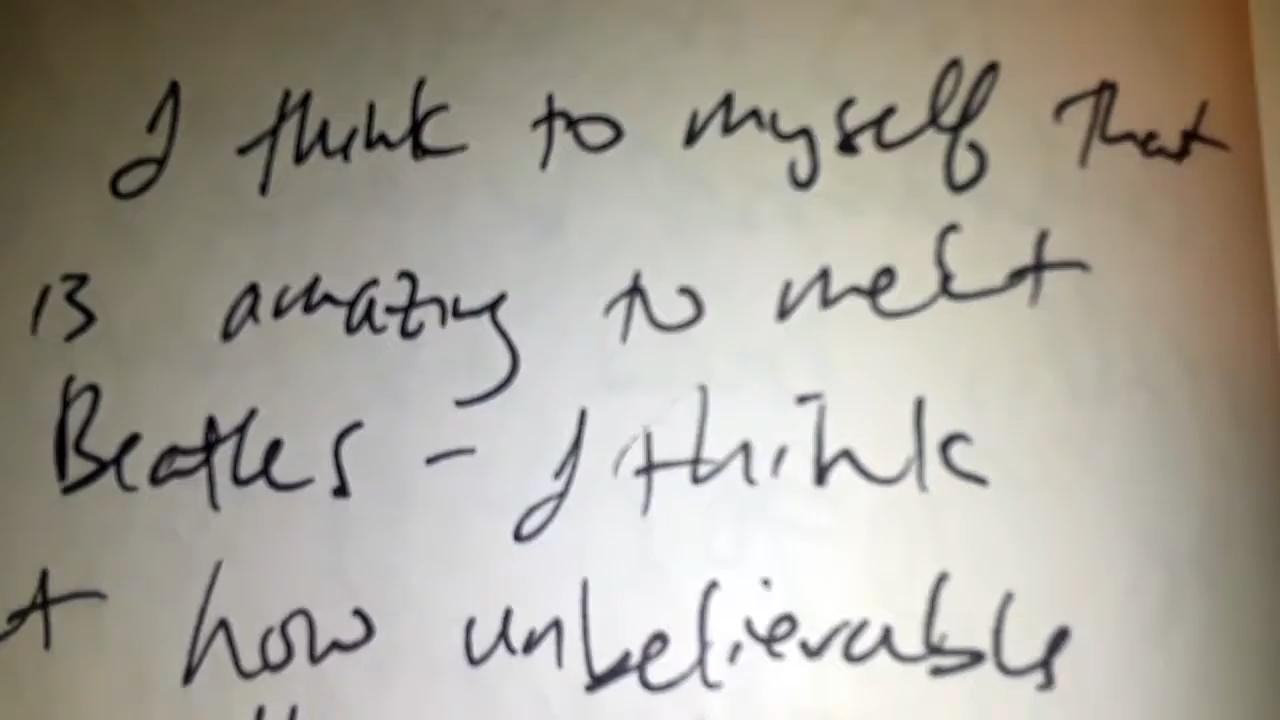 I think to myself that
is amazing to meet
Beatles - I think
how unbelievable